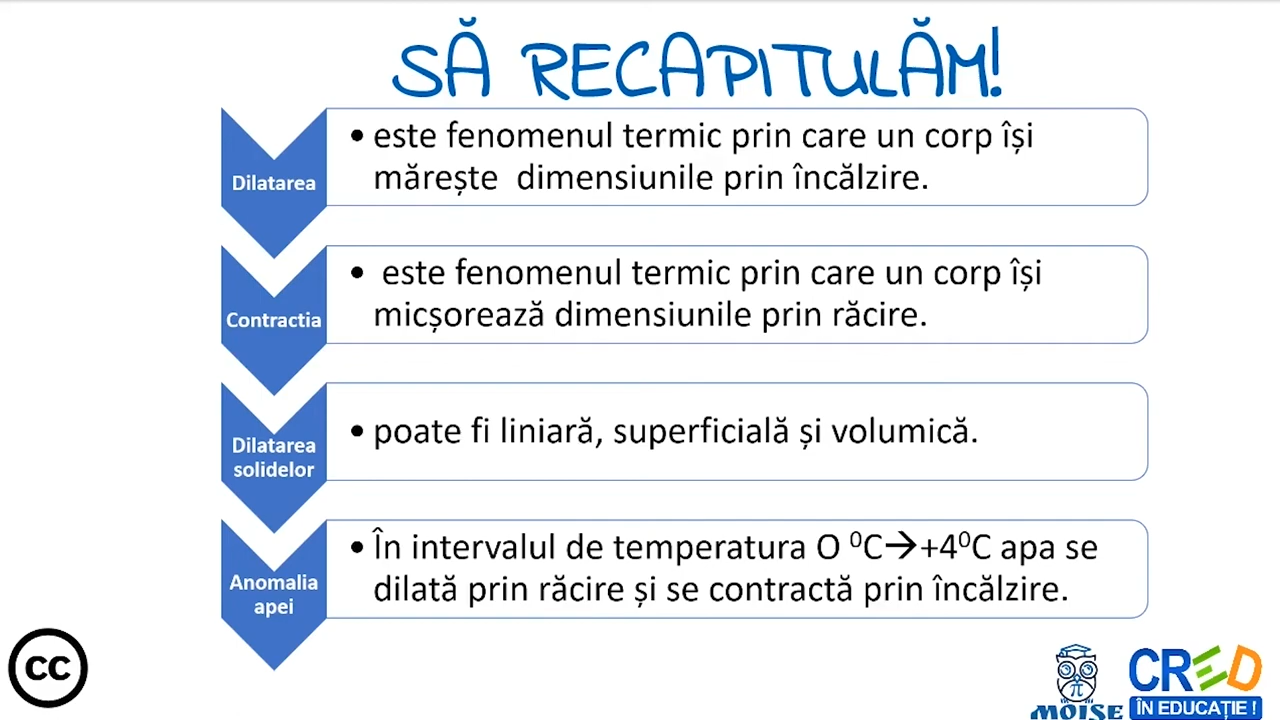 SĂ RECAPITULĂM!
Dilatarea
• este fenomenul termic prin care un corp își
mărește  dimensiunile prin încălzire.
Contractia
•  este fenomenul termic prin care un corp își
micșorează dimensiunile prin răcire.
Dilatarea
solidelor
• poate fi liniară, superficială și volumică.
Anomalia
apei
• În intervalul de temperatura O ⁰C→+4⁰C apa se
dilată prin răcire și se contractă prin încălzire.
cc
π
MOISE
CRED
ÎN EDUCAȚIE !